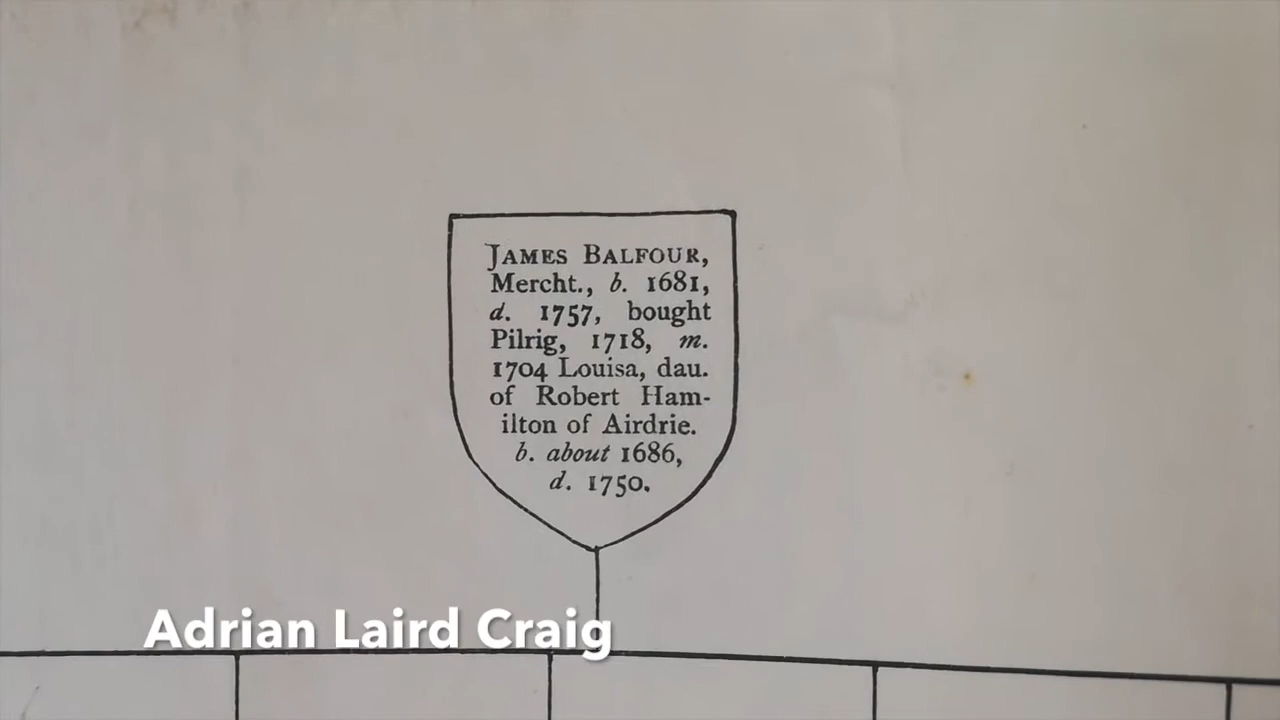 JAMES BALFOUR,
Mercht., b. 1681,
d. 1757, bought
Pilrig, 1718, m.
1704 Louisa, dau.
of Robert Ham-
ilton of Airdrie.
b. about 1686,
d. 1750.
Adrian Laird Craig